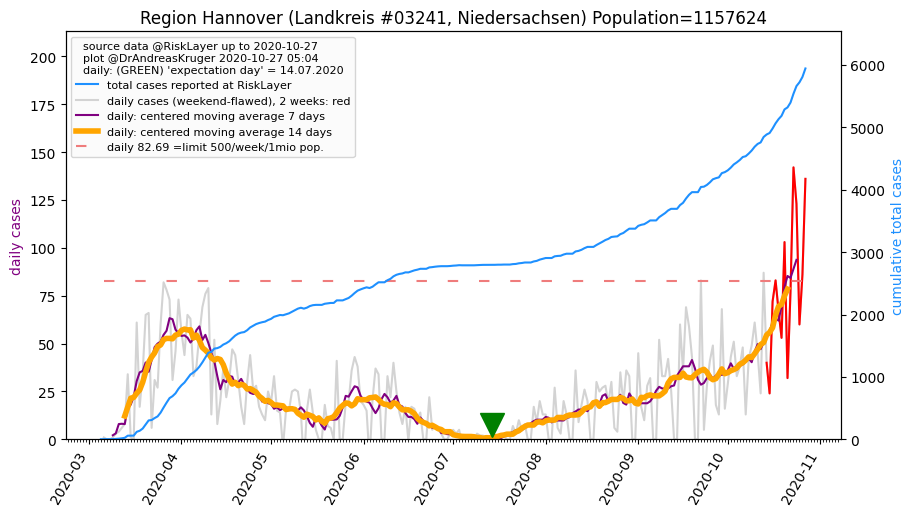 Region Hannover (Landkreis #03241, Niedersachsen) Population=1157624
source data @RiskLayer up to 2020-10-27
plot @DrAndreasKruger 2020-10-27 05:04
daily: (GREEN) 'expectation day' = 14.07.2020
total cases reported at RiskLayer
daily cases (weekend-flawed), 2 weeks: red
daily: centered moving average 7 days
daily: centered moving average 14 days
daily 82.69 =limit 500/week/1mio pop.
daily cases
200
175
150
125
100
75
50
25
0
cumulative total cases
6000
5000
4000
3000
2000
1000
0
2020-03
2020-04
2020-05
2020-06
2020-07
2020-08
2020-09
2020-10
2020-11